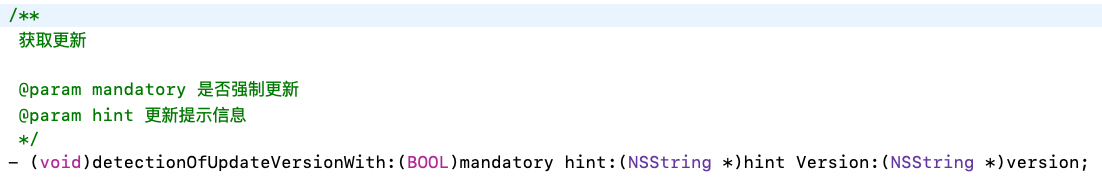 /**
获取更新
@param mandatory 是否强制更新
@param hint 更新提示信息
*/
- (void)detectionOfUpdateVersionWith:(BOOL)mandatory hint:(NSString *)hint Version:(NSString *)version;